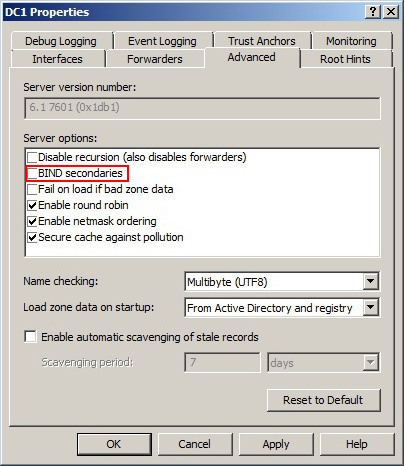 DC1 Properties
Debug Logging Event Logging Trust Anchors Monitoring
Interfaces Forwarders Advanced Root Hints
Server version number:
6.1 7601 (0x1db1)
Server options:
Disable recursion (also disables forwarders)
BIND secondaries
Fail on load if bad zone data
Enable round robin
Enable netmask ordering
Secure cache against pollution
Name checking: Multibyte (UTF8)
Load zone data on startup: From Active Directory and registry
Enable automatic scavenging of stale records
Scavenging period: 7 days
Reset to Default
OK Cancel Apply Help